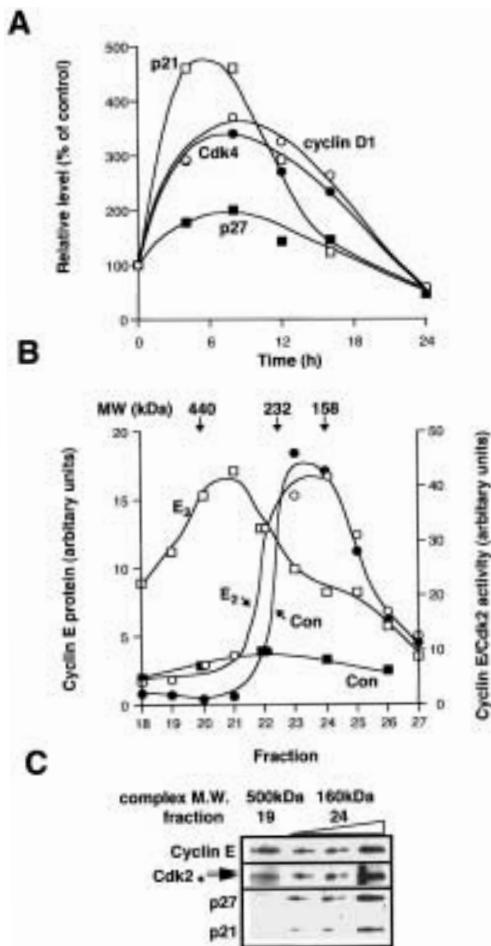 A
500
400
300
200
100
0
Relative level (% of control)
p21
Cdk4
cyclin D1
p27
0 6 12 18 24
Time (h)
B
MW (kDa) 440 232 158
20
15
10
5
0
Cyclin E protein (arbitary units)
50
40
30
20
10
0
Cyclin E/Cdk2 activity (arbitary units)
E2
E2
Con
Con
18 19 20 21 22 23 24 25 26 27
Fraction
C
complex M.W. 500kDa 160kDa
fraction 19 24
Cyclin E
Cdk2
p27
p21